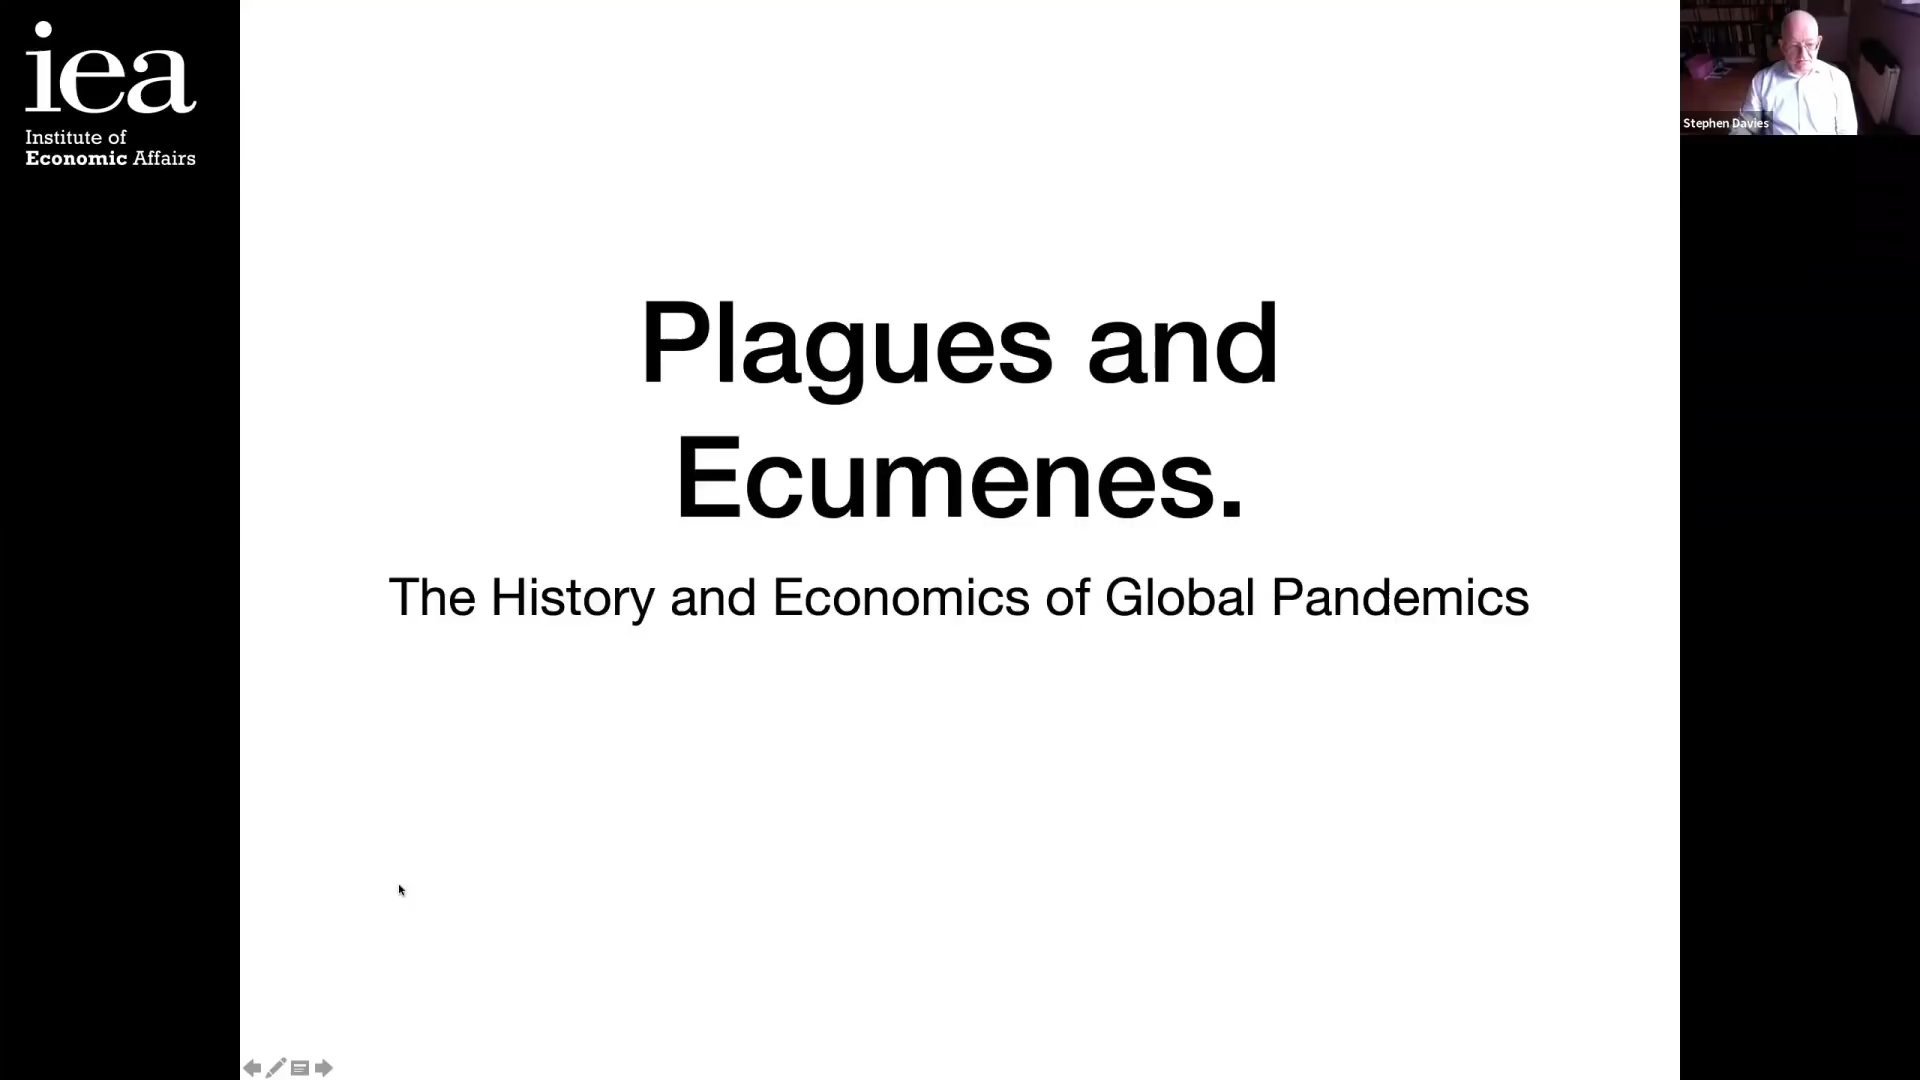 iea
Institute of
Economic Affairs
Plagues and
Ecumenes.
The History and Economics of Global Pandemics
Stephen Davies